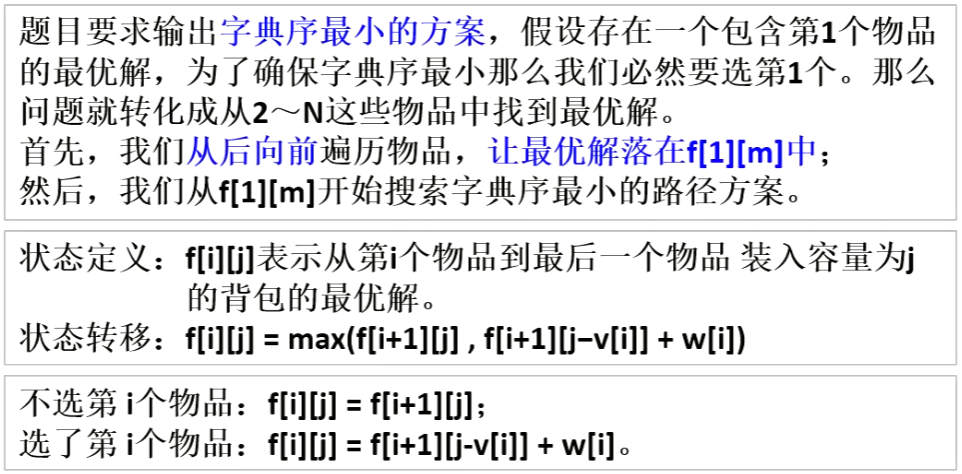 题目要求输出字典序最小的方案，假设存在一个包含第1个物品
的最优解，为了确保字典序最小那么我们必然要选第1个。那么
问题就转化成从2～N这些物品中找到最优解。
首先，我们从后向前遍历物品，让最优解落在f[1][m]中；
然后，我们从f[1][m]开始搜索字典序最小的路径方案。
状态定义：f[i][j]表示从第i个物品到最后一个物品 装入容量为j
的背包的最优解。
状态转移：f[i][j] = max(f[i+1][j] , f[i+1][j−v[i]] + w[i])
不选第 i个物品：f[i][j] = f[i+1][j]；
选了第 i个物品：f[i][j] = f[i+1][j-v[i]] + w[i]。